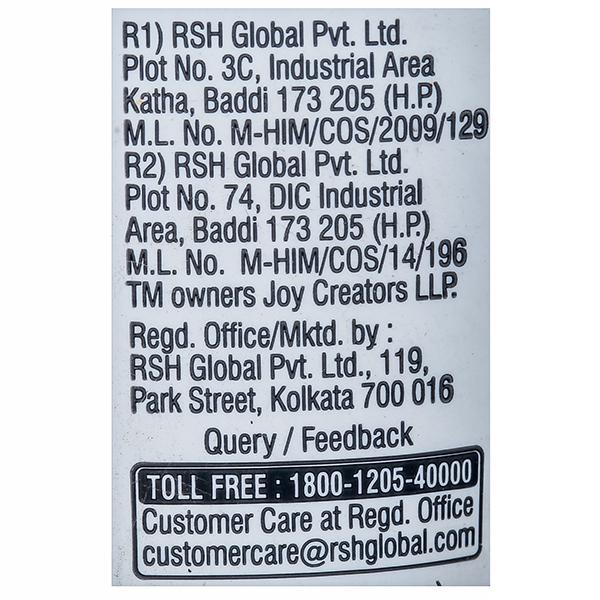 R1) RSH Global Pvt. Ltd.
Plot No. 3C, Industrial Area
Katha, Baddi 173 205 (H.P.)
M.L. No. M-HIM/COS/2009/129
R2) RSH Global Pvt. Ltd.
Plot No. 74, DIC Industrial
Area, Baddi 173 205 (H.P.)
M.L. No. M-HIM/COS/14/196
TM owners Joy Creators LLP.
Regd. Office/Mktd. by :
RSH Global Pvt. Ltd., 119,
Park Street, Kolkata 700 016
Query / Feedback
TOLL FREE : 1800-1205-40000
Customer Care at Regd. Office
customercare@rshglobal.com